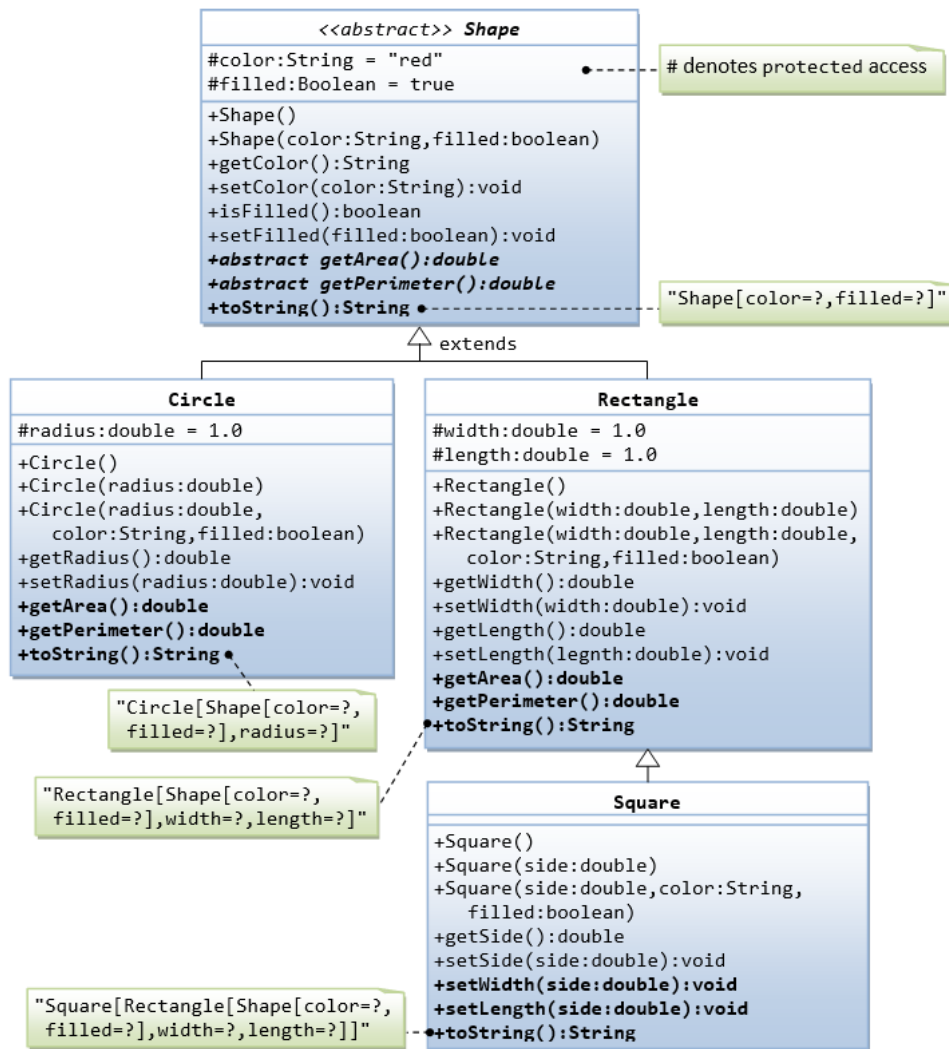 <<abstract>> Shape
#color:String = "red"
#filled:Boolean = true
# denotes protected access
+Shape()
+Shape(color:String,filled:boolean)
+getColor():String
+setColor(color:String):void
+isFilled():boolean
+setFilled(filled:boolean):void
+abstract getArea():double
+abstract getPerimeter():double
+toString():String
"Shape[color=?,filled=?]"
extends
Circle
#radius:double = 1.0
+Circle()
+Circle(radius:double)
+Circle(radius:double,
color:String,filled:boolean)
+getRadius():double
+setRadius(radius:double):void
+getArea():double
+getPerimeter():double
+toString():String
"Circle[Shape[color=?,
filled=?],radius=?]"
Rectangle
#width:double = 1.0
#length:double = 1.0
+Rectangle()
+Rectangle(width:double,length:double)
+Rectangle(width:double,length:double,
color:String,filled:boolean)
+getWidth():double
+setWidth(width:double):void
+getLength():double
+setLength(legnth:double):void
+getArea():double
+getPerimeter():double
+toString():String
"Rectangle[Shape[color=?,
filled=?],width=?,length=?]"
Square
+Square()
+Square(side:double)
+Square(side:double,color:String,
filled:boolean)
+getSide():double
+setSide(side:double):void
+setWidth(side:double):void
+setLength(side:double):void
+toString():String
"Square[Rectangle[Shape[color=?,
filled=?],width=?,length=?]]"